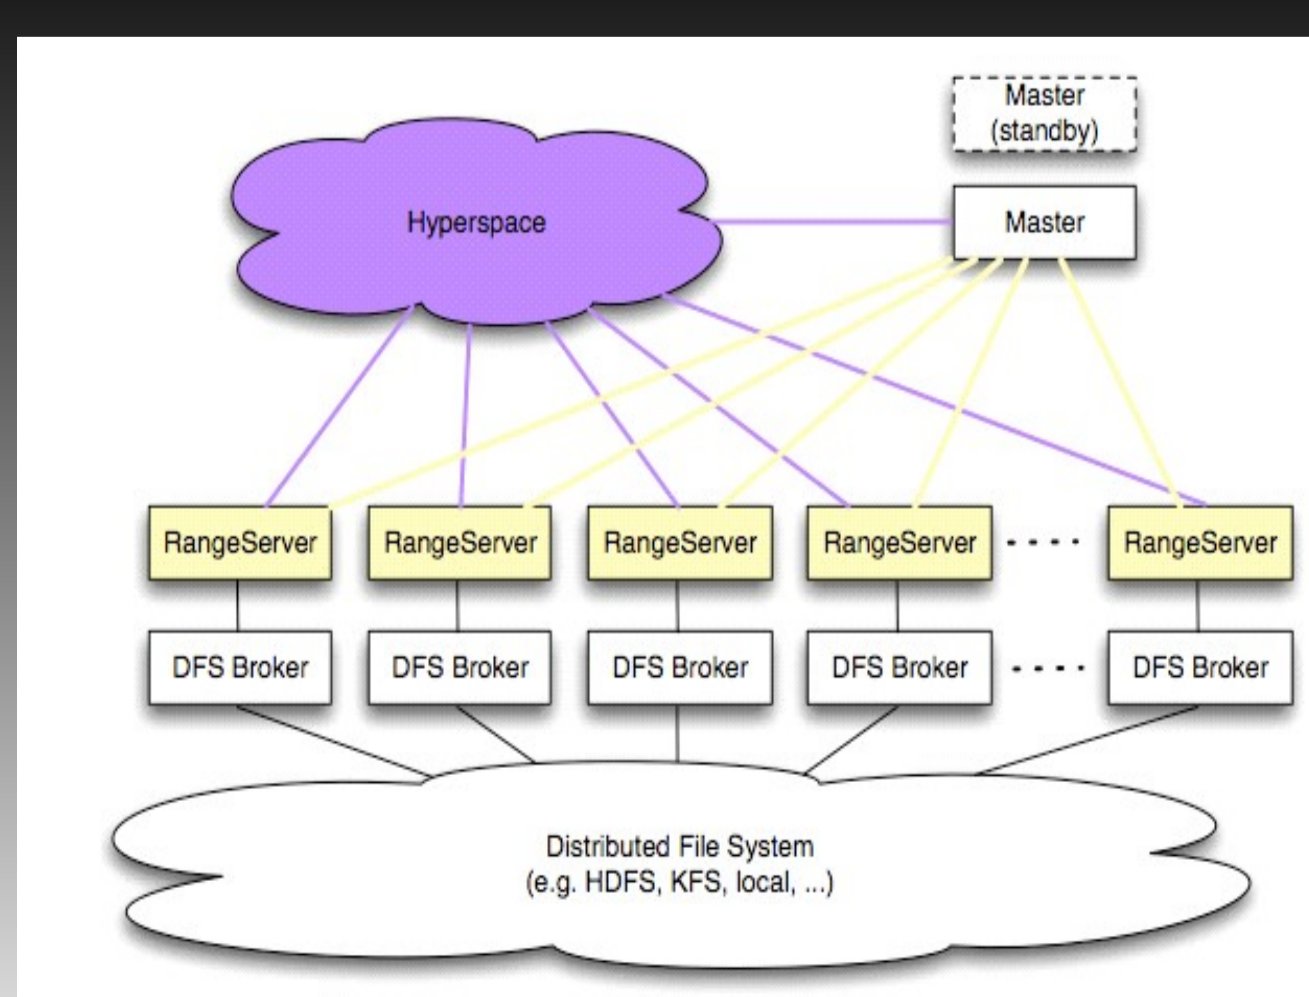 Master
(standby)
Hyperspace
Master
RangeServer
RangeServer
RangeServer
RangeServer
RangeServer
DFS Broker
DFS Broker
DFS Broker
DFS Broker
DFS Broker
Distributed File System
(e.g. HDFS, KFS, local, ...)